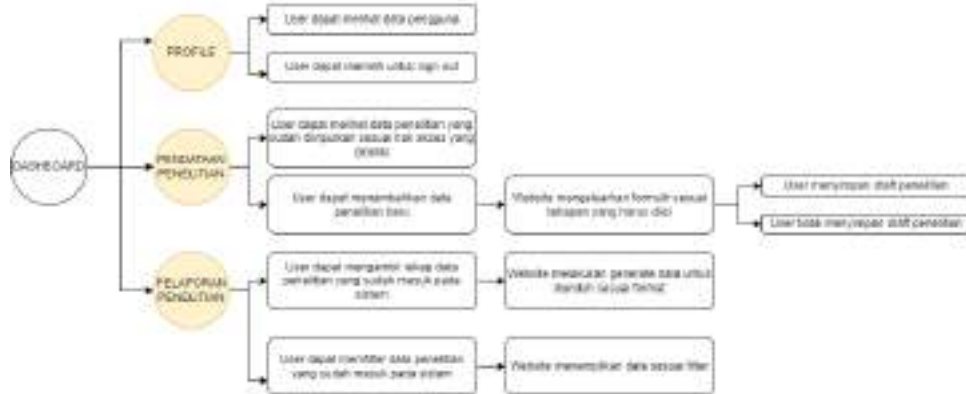 DASHBOARD
PROFILE
User dapat melihat data pengguna
User dapat memilih untuk sign out
PENDATAAN
PENELITIAN
User dapat melihat data penelitian yang
sudah diinputkan sesuai hak akses yang
dimiliki
User dapat menambahkan data
penelitian baru
Website mengeluarkan formulir sesuai
tahapan yang harus diisi
User menyimpan draft penelitian
User tidak menyimpan draft penelitian
PELAPORAN
PENELITIAN
User dapat mengambil rekap data
penelitian yang sudah masuk pada
sistem
Website melakukan generate data untuk
diunduh sesuai format
User dapat memfilter data penelitian
yang sudah masuk pada sistem
Website menampilkan data sesuai filter